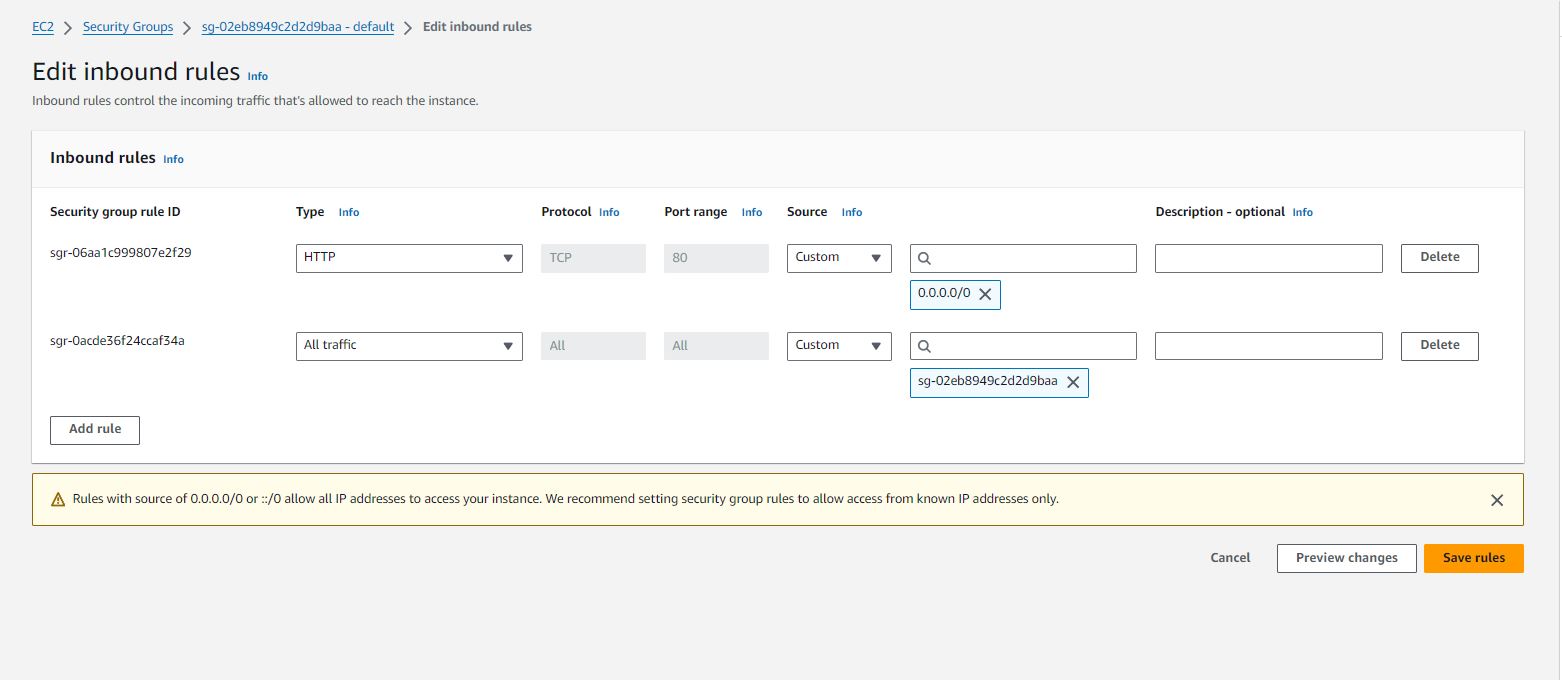 EC2 > Security Groups > sg-02eb8949c2d2d9baa - default > Edit inbound rules
Edit inbound rules Info
Inbound rules control the incoming traffic that's allowed to reach the instance.
Inbound rules Info
Security group rule ID Type Info Protocol Info Port range Info Source Info Description - optional Info
sgr-06aa1c999807e2f29 HTTP TCP 80 Custom Delete
0.0.0.0/0
sgr-0acde36f24ccaf34a All traffic All All Custom Delete
sg-02eb8949c2d2d9baa
Add rule
Rules with source of 0.0.0.0/0 or ::/0 allow all IP addresses to access your instance. We recommend setting security group rules to allow access from known IP addresses only.
Cancel Preview changes Save rules